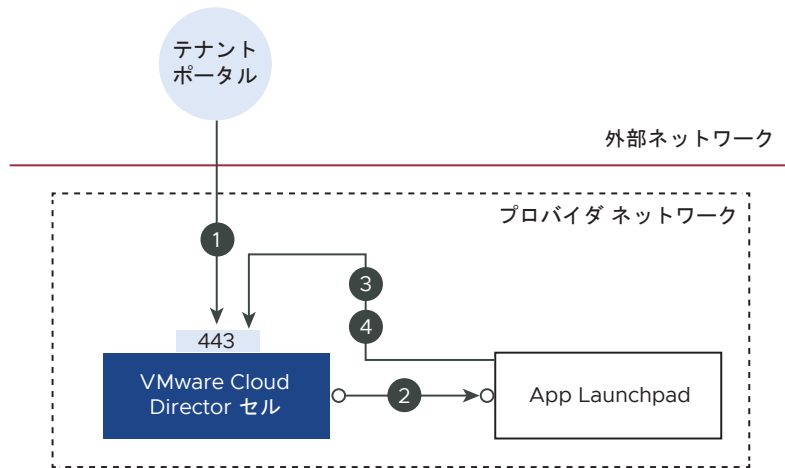 テナント
ポータル
外部ネットワーク
プロバイダ ネットワーク
1
3
4
443
VMware Cloud
Director セル
2
App Launchpad